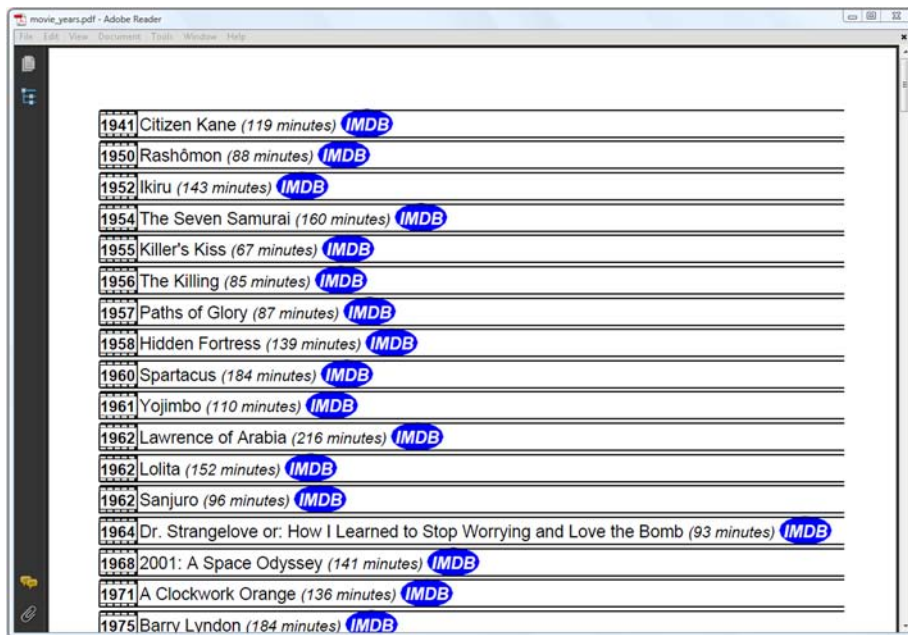 movie_years.pdf - Adobe Reader
File Edit View Document Tools Window Help
1941 Citizen Kane (119 minutes) IMDB
1950 Rashômon (88 minutes) IMDB
1952 Ikiru (143 minutes) IMDB
1954 The Seven Samurai (160 minutes) IMDB
1955 Killer's Kiss (67 minutes) IMDB
1956 The Killing (85 minutes) IMDB
1957 Paths of Glory (87 minutes) IMDB
1958 Hidden Fortress (139 minutes) IMDB
1960 Spartacus (184 minutes) IMDB
1961 Yojimbo (110 minutes) IMDB
1962 Lawrence of Arabia (216 minutes) IMDB
1962 Lolita (152 minutes) IMDB
1962 Sanjuro (96 minutes) IMDB
1964 Dr. Strangelove or: How I Learned to Stop Worrying and Love the Bomb (93 minutes) IMDB
1968 2001: A Space Odyssey (141 minutes) IMDB
1971 A Clockwork Orange (136 minutes) IMDB
1975 Barry Lyndon (184 minutes) IMDB